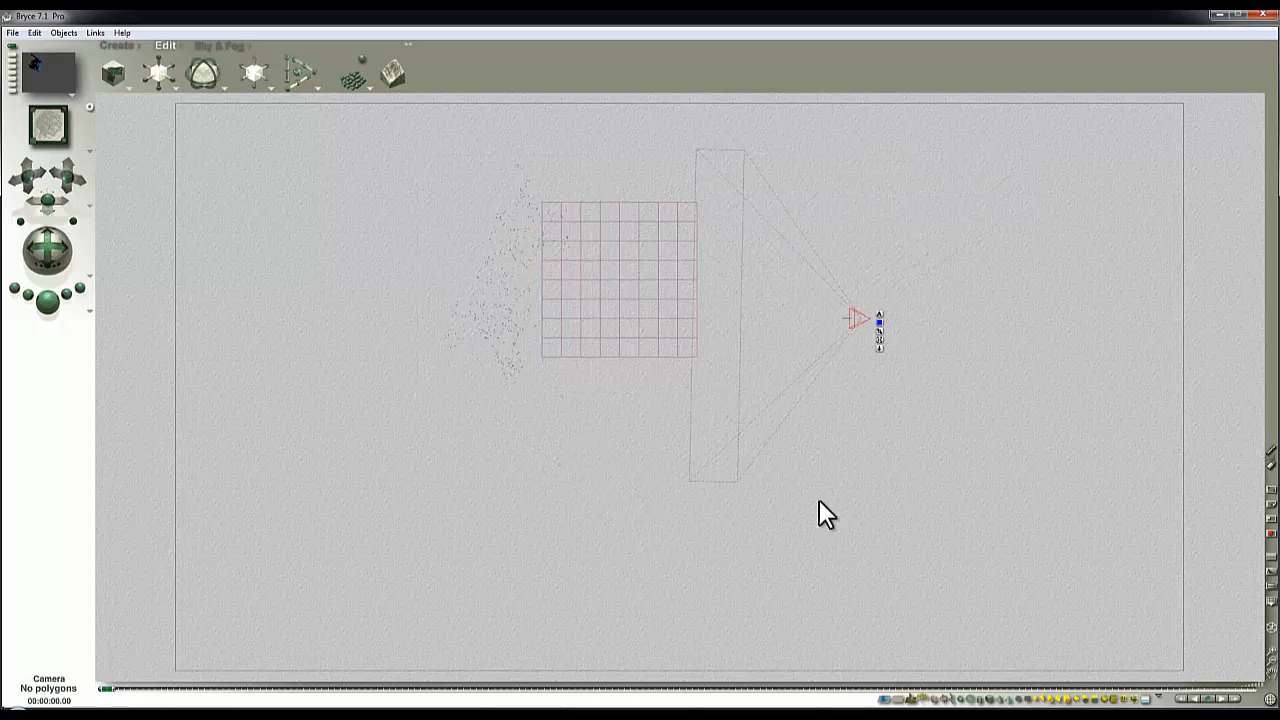 Bryce 7.1 Pro
File Edit Objects Links Help
Create Edit Sky & Fog
A
Camera
No polygons
00:00:00.00